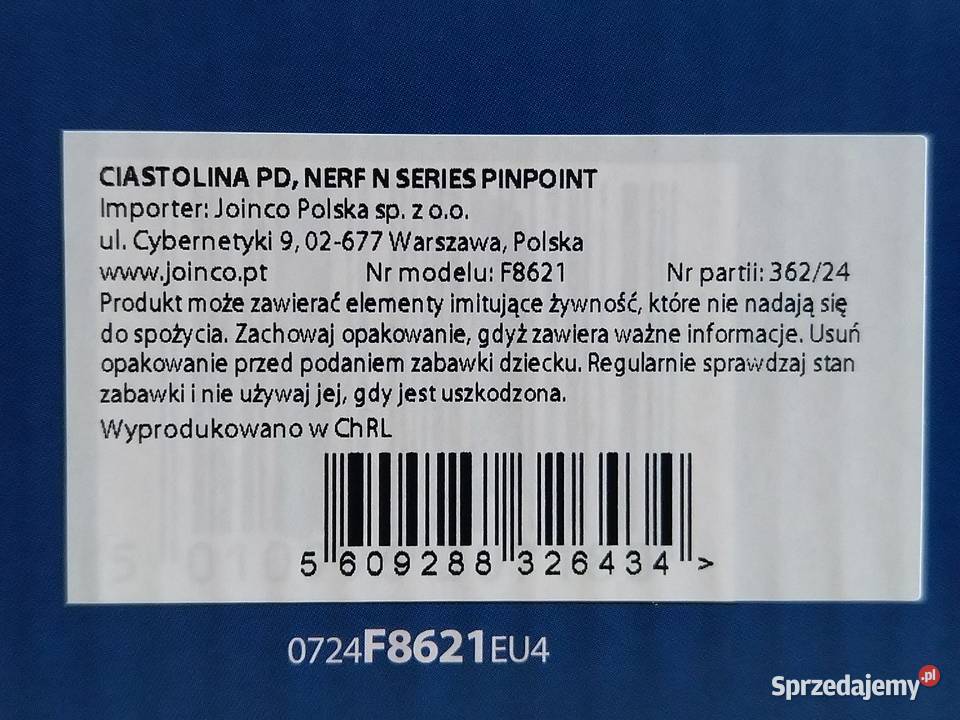 CIASTOLINA PD, NERF N SERIES PINPOINT
Importer: Joinco Polska sp. z o.o.
ul. Cybernetyki 9, 02-677 Warszawa, Polska
www.joinco.pt Nr modelu: F8621 Nr partii: 362/24
Produkt może zawierać elementy imitujące żywność, które nie nadają się
do spożycia. Zachowaj opakowanie, gdyż zawiera ważne informacje. Usuń
opakowanie przed podaniem zabawki dziecku. Regularnie sprawdzaj stan
zabawki i nie używaj jej, gdy jest uszkodzona.
Wyprodukowano w ChRL
5 010
5 609288 326434 >
0724F8621EU4
Sprzedajemy.pl